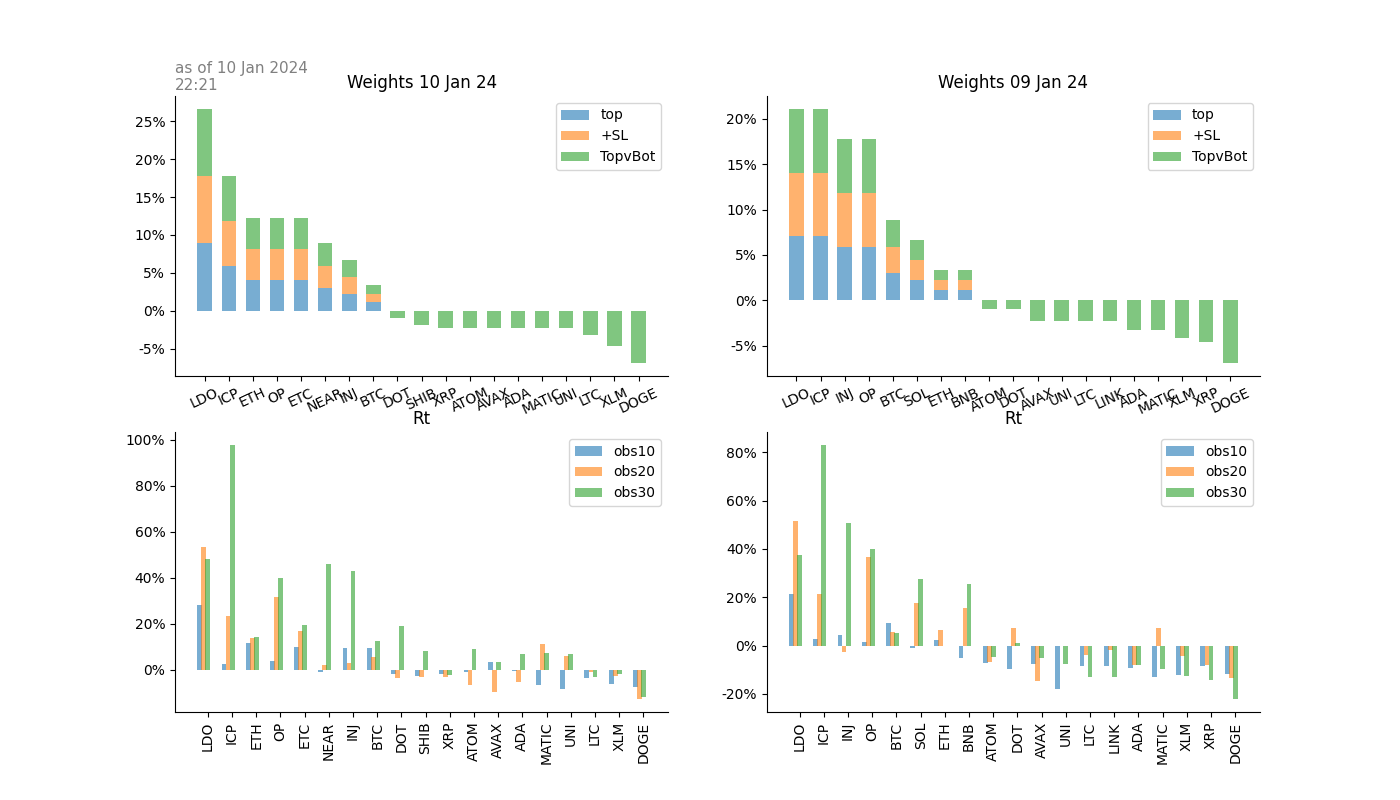 as of 10 Jan 2024
22:21
Weights 10 Jan 24
25%
20%
15%
10%
5%
0%
-5%
top
+SL
TopvBot
LDO ICP ETH OP ETC NEAR INJ BTC DOT SHIB XRP ATOM AVAX ADA MATIC UNI LTC XLM DOGE
Weights 09 Jan 24
20%
15%
10%
5%
0%
-5%
top
+SL
TopvBot
LDO ICP INJ OP BTC SOL ETH BNB ATOM DOT AVAX UNI LTC LINK ADA MATIC XLM XRP DOGE
Rt
100%
80%
60%
40%
20%
0%
obs10
obs20
obs30
LDO ICP ETH OP ETC NEAR INJ BTC DOT SHIB XRP ATOM AVAX ADA MATIC UNI LTC XLM DOGE
Rt
80%
60%
40%
20%
0%
-20%
obs10
obs20
obs30
LDO ICP INJ OP BTC SOL ETH BNB ATOM DOT AVAX UNI LTC LINK ADA MATIC XLM XRP DOGE